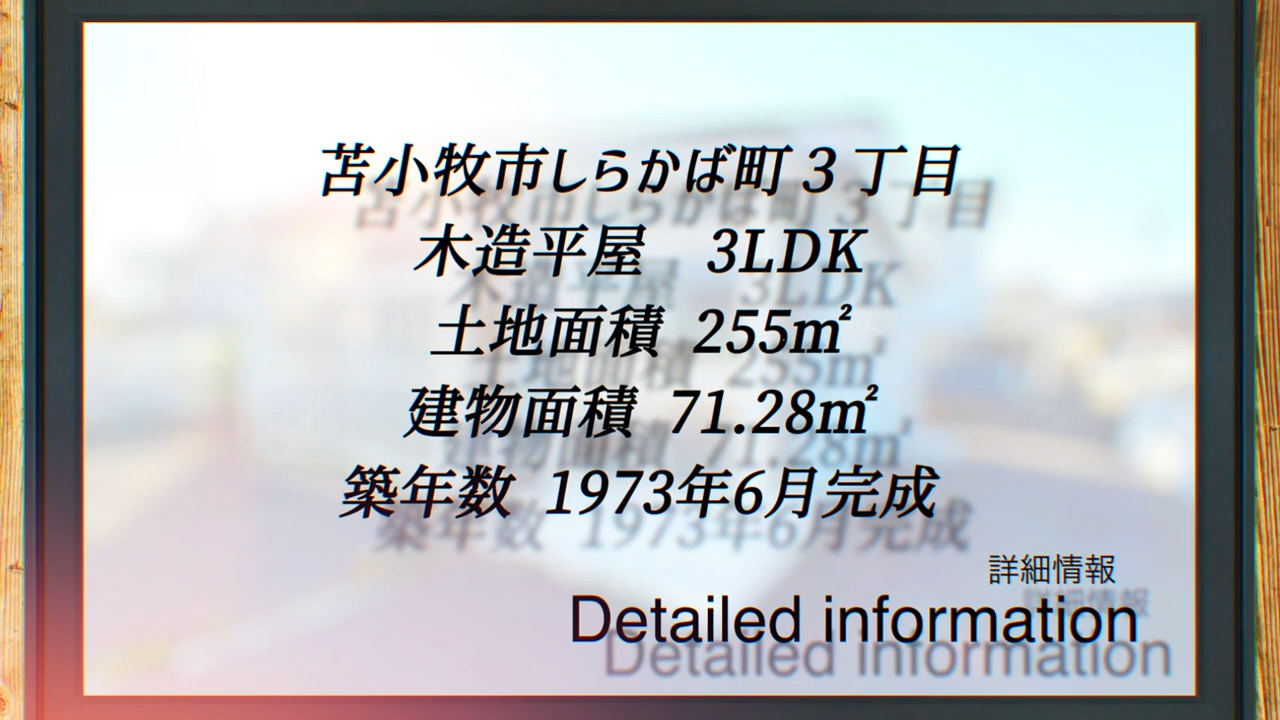 苫小牧市しらかば町３丁目
木造平屋　3LDK
土地面積 255㎡
建物面積 71.28㎡
築年数 1973年6月完成
詳細情報
Detailed information